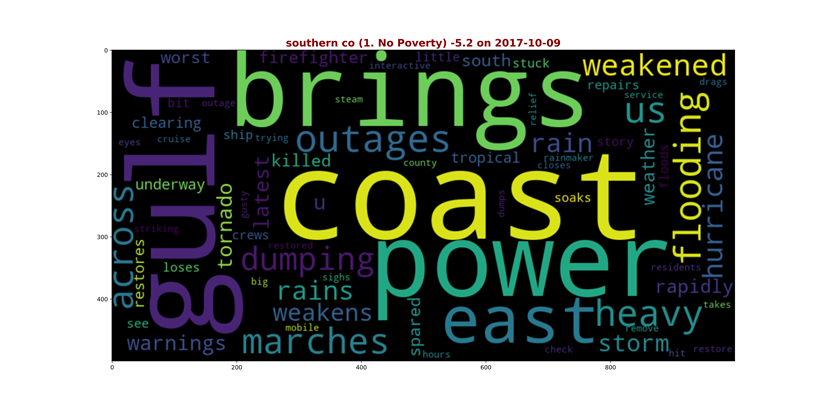 southern co (1. No Poverty) -5.2 on 2017-10-09
0
100
200
300
400
0
200
400
600
800
worst
firefighter
interactive
little
south
stuck
weakened
drags
brings
repairs
service
bit
outage
steam
relief
us
clearing
gulf
ship
trying
outages
rain
story
flooding
eyes
cruise
killed
county
tropical
rainmaker
closes
weather
floods
hurricane
underway
latest
coast
across
tornado
gusty
u
dumps
soaks
striking
crews
restored
power
restores
loses
dumping
sighs
residents
big
rains
rapidly
see
mobile
weakens
spared
east
heavy
takes
remove
warnings
marches
hours
check
storm
hit
restore